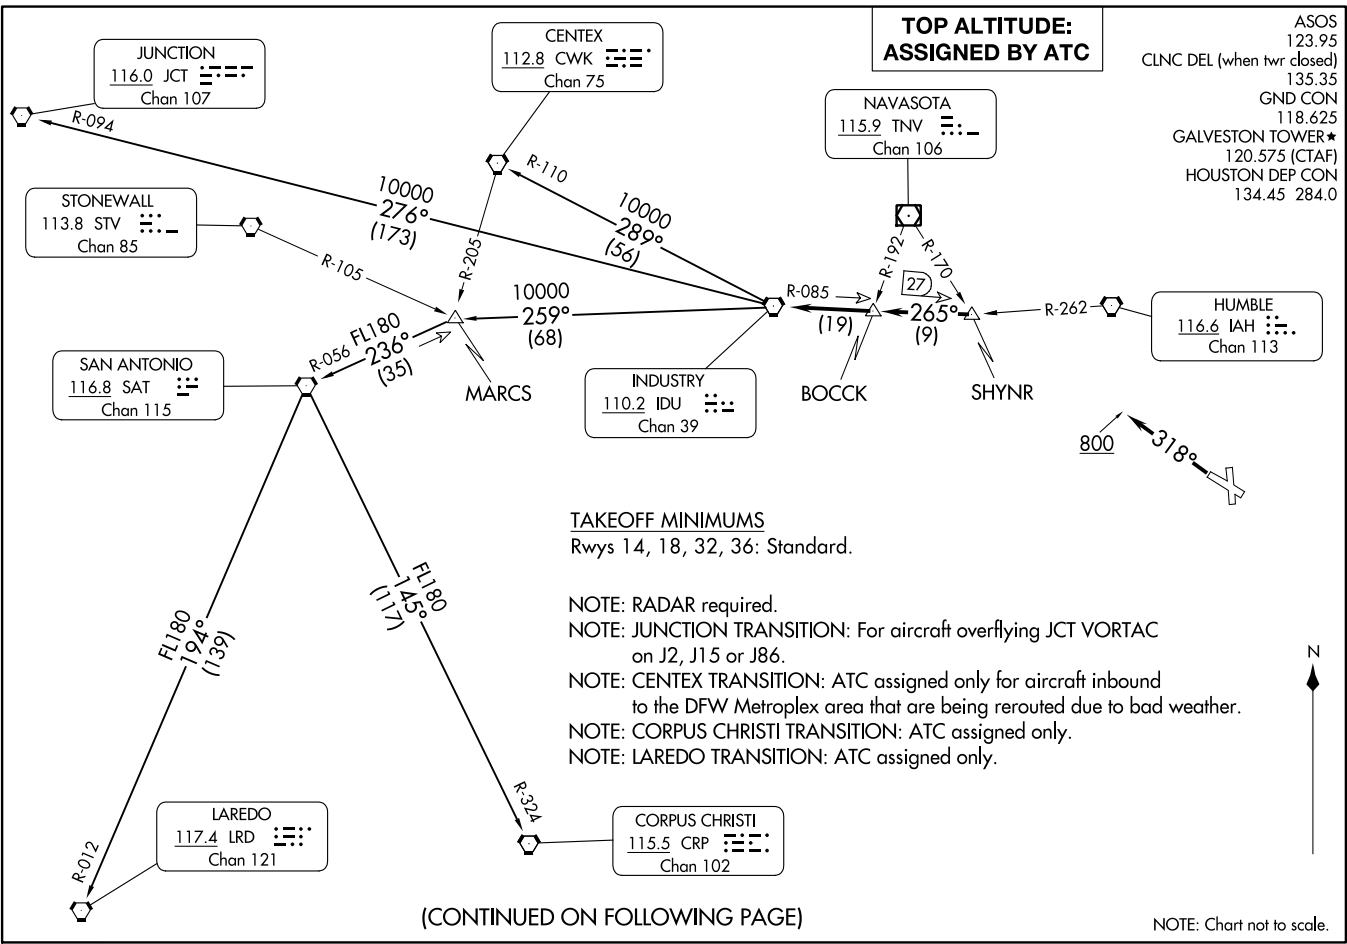 TOP ALTITUDE:
ASSIGNED BY ATC
ASOS
123.95
CLNC DEL (when twr closed)
135.35
GND CON
118.625
GALVESTON TOWER★
120.575 (CTAF)
HOUSTON DEP CON
134.45 284.0
JUNCTION
116.0 JCT
Chan 107
CENTEX
112.8 CWK
Chan 75
NAVASOTA
115.9 TNV
Chan 106
STONEWALL
113.8 STV
Chan 85
SAN ANTONIO
116.8 SAT
Chan 115
INDUSTRY
110.2 IDU
Chan 39
HUMBLE
116.6 IAH
Chan 113
LAREDO
117.4 LRD
Chan 121
CORPUS CHRISTI
115.5 CRP
Chan 102
R-094
10000
276°
(173)
R-110
10000
289°
(56)
R-205
R-105
10000
259°
(68)
R-056
FL180
236°
(35)
MARCS
R-085
(19)
BOCCK
R-192
R-170
27
265°
(9)
SHYNR
R-262
800
318°
FL180
194°
(139)
R-012
FL180
145°
(117)
R-324
TAKEOFF MINIMUMS
Rwys 14, 18, 32, 36: Standard.
NOTE: RADAR required.
NOTE: JUNCTION TRANSITION: For aircraft overflying JCT VORTAC
on J2, J15 or J86.
NOTE: CENTEX TRANSITION: ATC assigned only for aircraft inbound
to the DFW Metroplex area that are being rerouted due to bad weather.
NOTE: CORPUS CHRISTI TRANSITION: ATC assigned only.
NOTE: LAREDO TRANSITION: ATC assigned only.
N
(CONTINUED ON FOLLOWING PAGE)
NOTE: Chart not to scale.